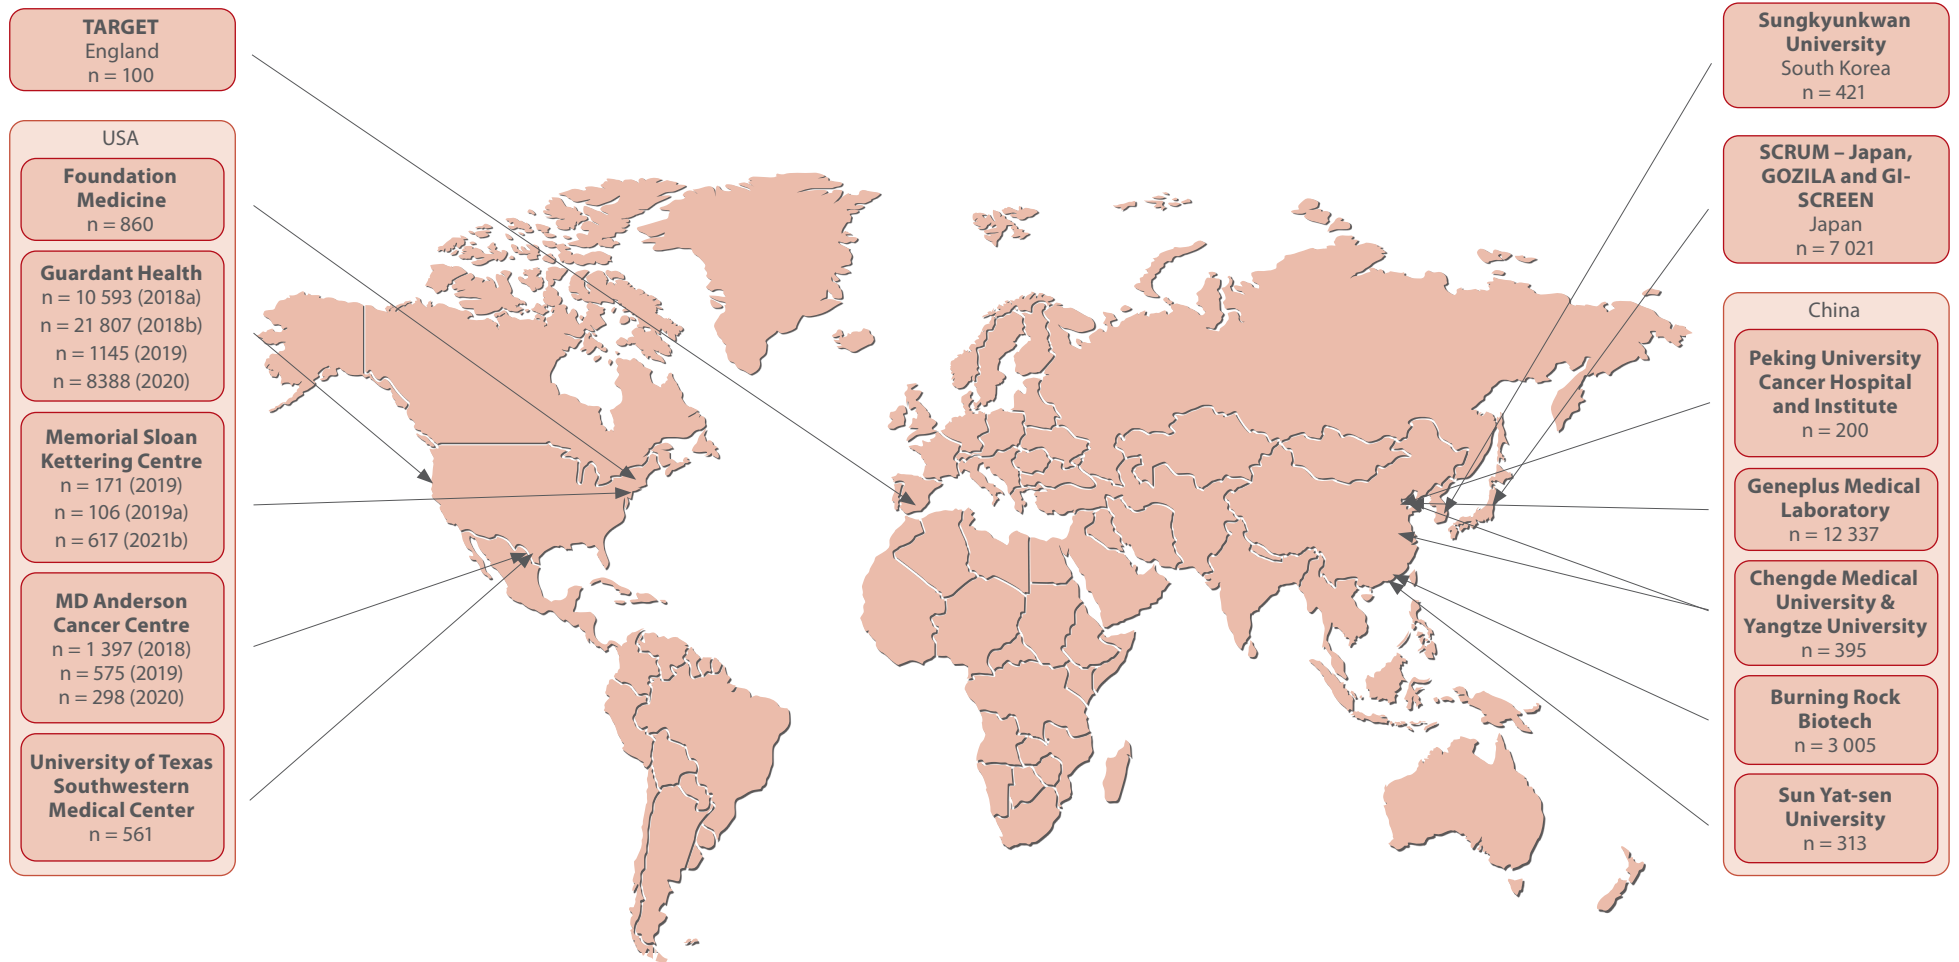 TARGET
England
n = 100
USA
Foundation
Medicine
n = 860
Guardant Health
n = 10 593 (2018a)
n = 21 807 (2018b)
n = 1145 (2019)
n = 8388 (2020)
Memorial Sloan
Kettering Centre
n = 171 (2019)
n = 106 (2019a)
n = 617 (2021b)
MD Anderson
Cancer Centre
n = 1 397 (2018)
n = 575 (2019)
n = 298 (2020)
University of Texas
Southwestern
Medical Center
n = 561
Sungkyunkwan
University
South Korea
n = 421
SCRUM – Japan,
GOZILA and GI-
SCREEN
Japan
n = 7 021
China
Peking University
Cancer Hospital
and Institute
n = 200
Geneplus Medical
Laboratory
n = 12 337
Chengde Medical
University &
Yangtze University
n = 395
Burning Rock
Biotech
n = 3 005
Sun Yat-sen
University
n = 313